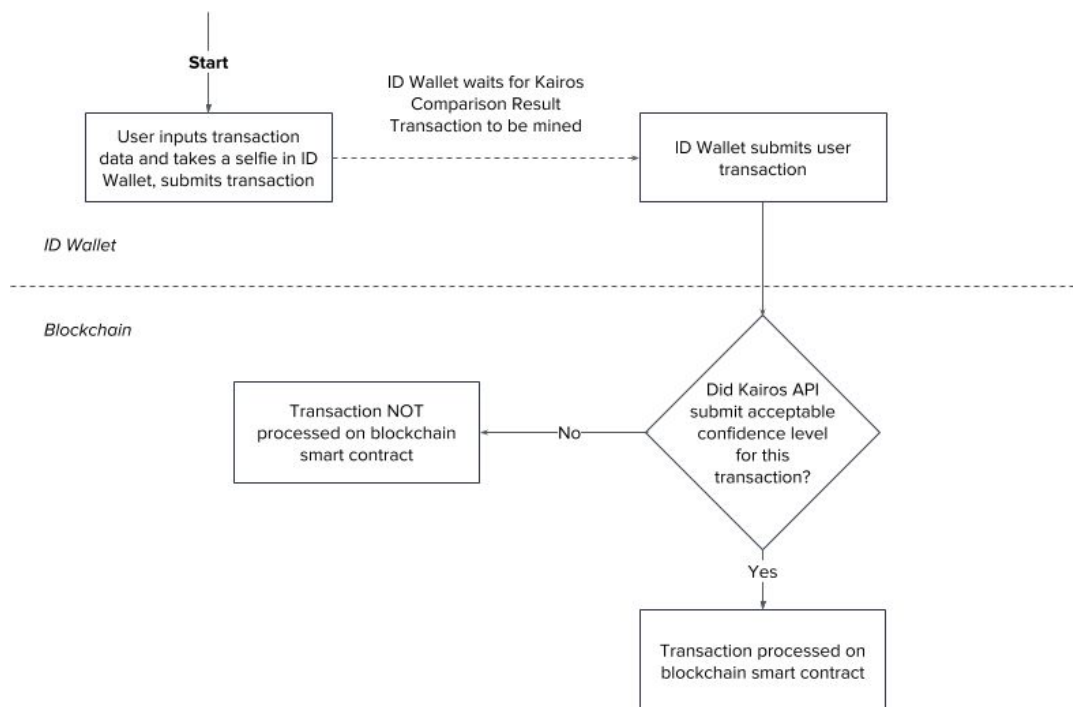 Start
ID Wallet waits for Kairos
Comparison Result
Transaction to be mined
User inputs transaction
data and takes a selfie in ID
Wallet, submits transaction
ID Wallet submits user
transaction
ID Wallet
Blockchain
Did Kairos API
submit acceptable
confidence level
for this
transaction?
No
Transaction NOT
processed on blockchain
smart contract
Yes
Transaction processed on
blockchain smart contract